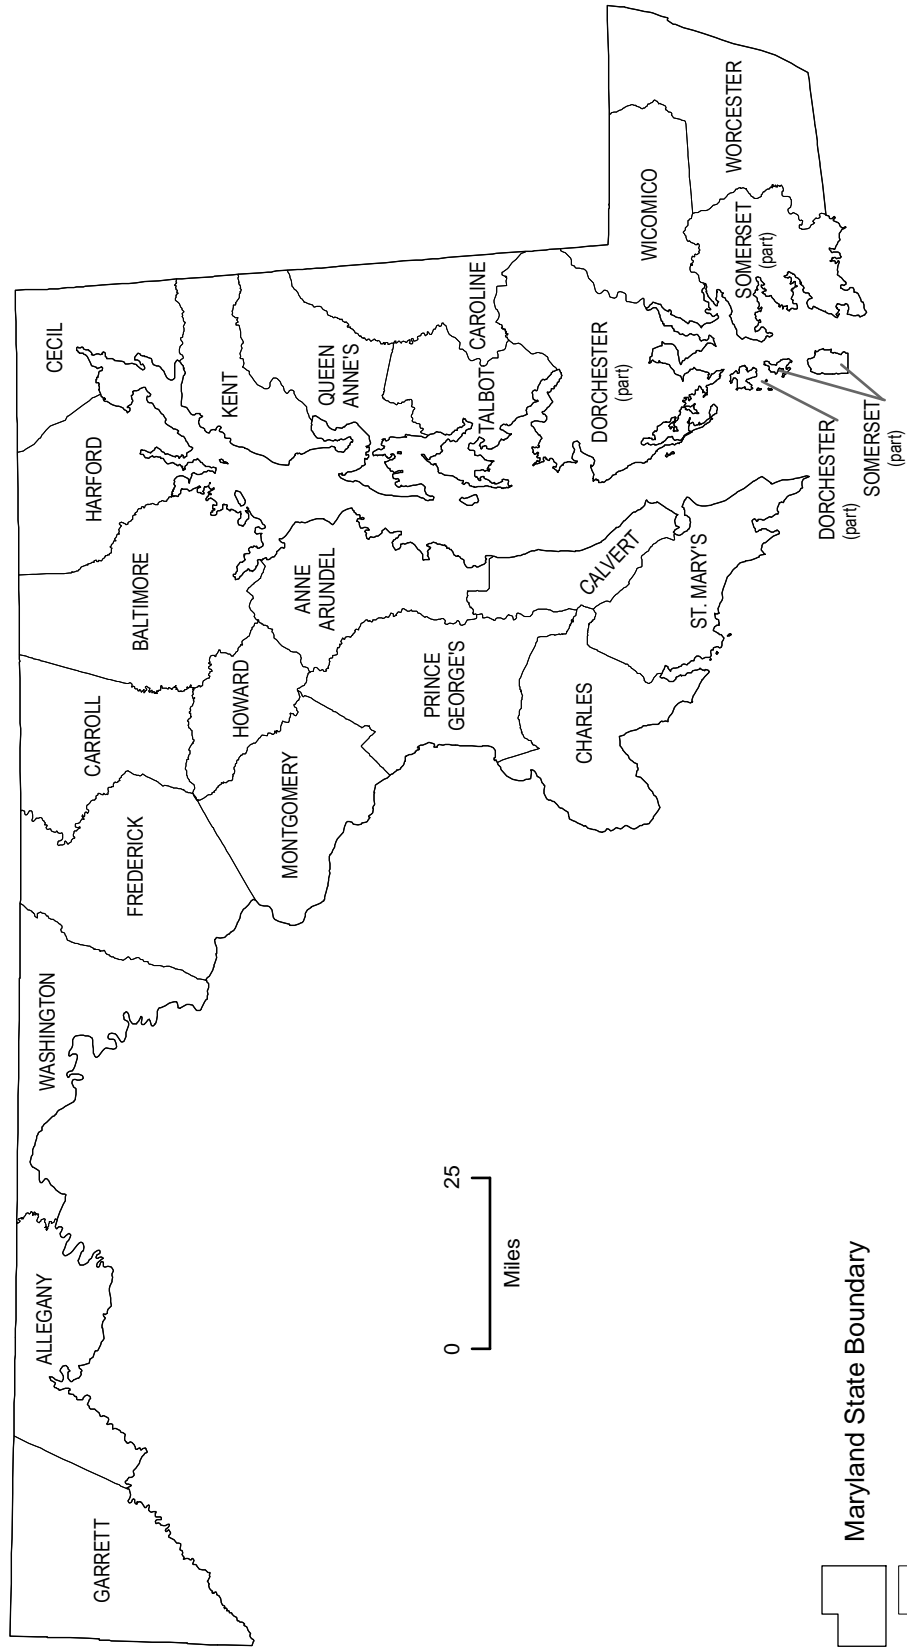 GARRETT
ALLEGANY
WASHINGTON
FREDERICK
CARROLL
BALTIMORE
HARFORD
CECIL
MONTGOMERY
HOWARD
ANNE
ARUNDEL
KENT
QUEEN
ANNE'S
PRINCE
GEORGE'S
TALBOT
CAROLINE
CHARLES
CALVERT
ST. MARY'S
DORCHESTER
(part)
WICOMICO
SOMERSET
(part)
WORCESTER
DORCHESTER
(part)
SOMERSET
(part)
0
25
Miles
Maryland State Boundary